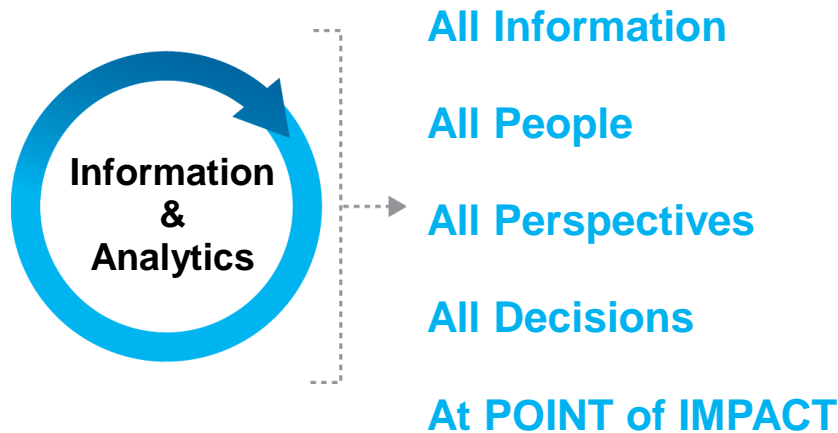 Information
&
Analytics
All Information
All People
All Perspectives
All Decisions
At POINT of IMPACT